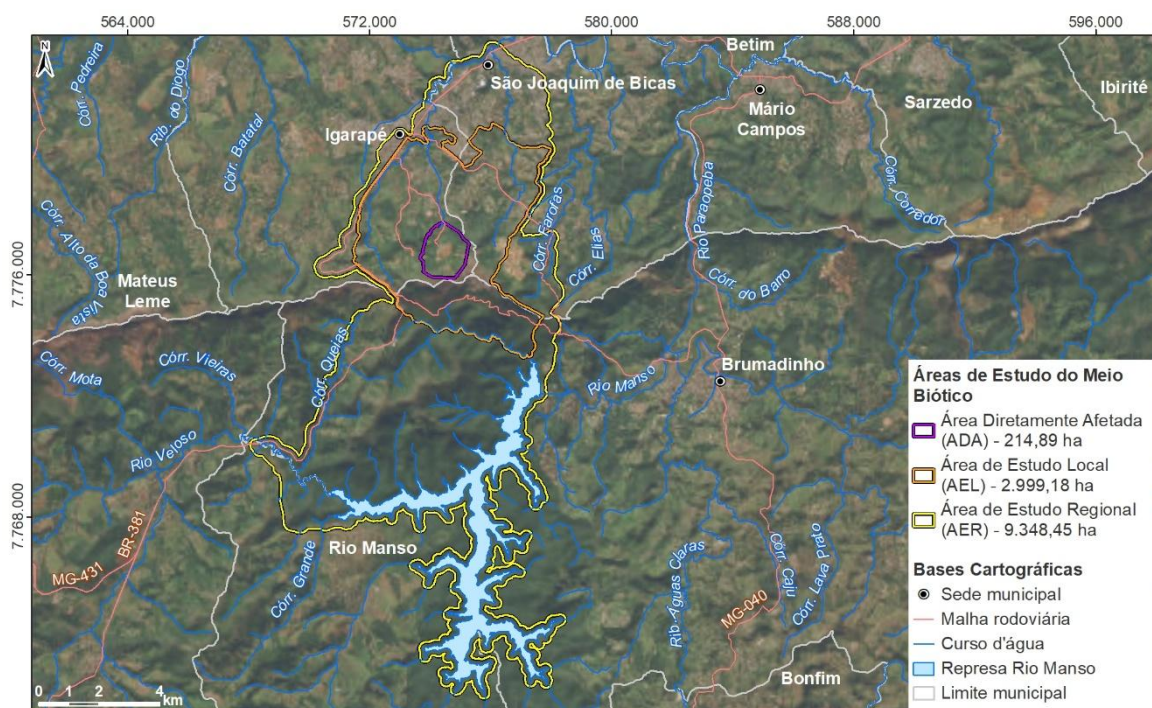 564.000
572.000
580.000
588.000
596.000
7.776.000
7.768.000
N
Córr. Pedreira
Rib. do Diogo
Córr. Batatal
São Joaquim de Bicas
Igarapé
Betim
Mário
Campos
Sarzedo
Ibirité
Córr. Corredor
Rio Paraopeba
Córr. Farofas
Córr. Elias
Córr. do Barro
Córr. Alto da Boa Vista
Mateus
Leme
Córr. Mota
Córr. Vieiras
Córr. Queias
Rio Manso
Brumadinho
Rio Veloso
BR-381
MG-431
Córr. Grande
Rio Manso
Rib. Águas Claras
MG-040
Córr. Caju
Córr. Lava Prato
Bonfim
0 1 2 4
km
Áreas de Estudo do Meio
Biótico
Área Diretamente Afetada
(ADA) - 214,89 ha
Área de Estudo Local
(AEL) - 2.999,18 ha
Área de Estudo Regional
(AER) - 9.348,45 ha
Bases Cartográficas
Sede municipal
Malha rodoviária
Curso d'água
Represa Rio Manso
Limite municipal